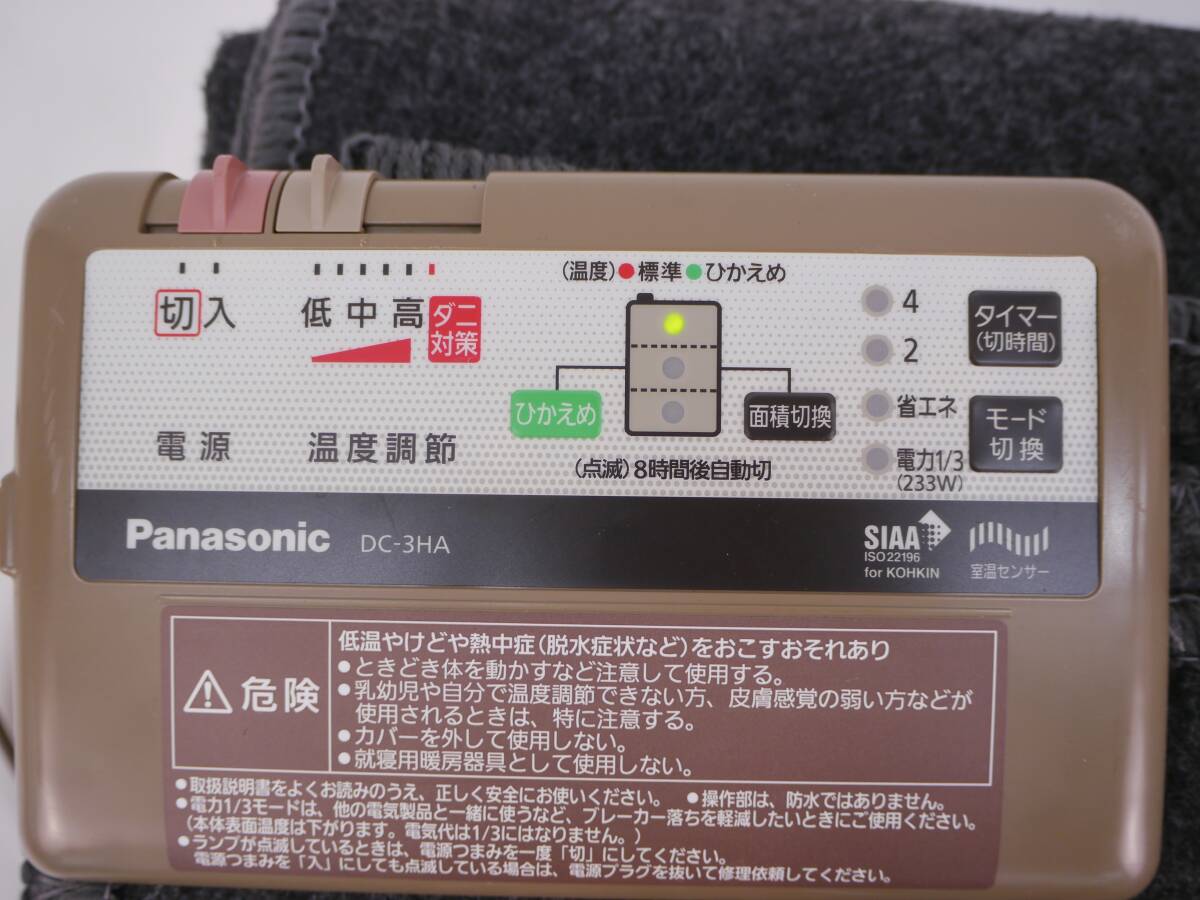 (温度)●標準●ひかえめ
切 入
低 中 高
ダニ
対策
電源
温度調節
ひかえめ
面積切換
(点滅)8時間後自動切
4
2
省エネ
電力1/3
(233W)
タイマー
(切時間)
モード
切換
Panasonic DC-3HA
SIAA
ISO22196
for KOHKIN
室温センサー
危険
低温やけどや熱中症(脱水症状など)をおこすおそれあり
●ときどき体を動かすなど注意して使用する。
●乳幼児や自分で温度調節できない方、皮膚感覚の弱い方などが
使用されるときは、特に注意する。
●カバーを外して使用しない。
●就寝用暖房器具として使用しない。
●取扱説明書をよくお読みのうえ、正しく安全にお使いください。 ●操作部は、防水ではありません。
●電力1/3モードは、他の電気製品と一緒に使うなど、ブレーカー落ちを軽減したいときにご使用ください。
(本体表面温度は下がります。電気代は1/3にはなりません。)
●ランプが点滅しているときは、電源つまみを一度「切」にしてください。
電源つまみを「入」にしても点滅している場合は、電源プラグを抜いて修理依頼してください。